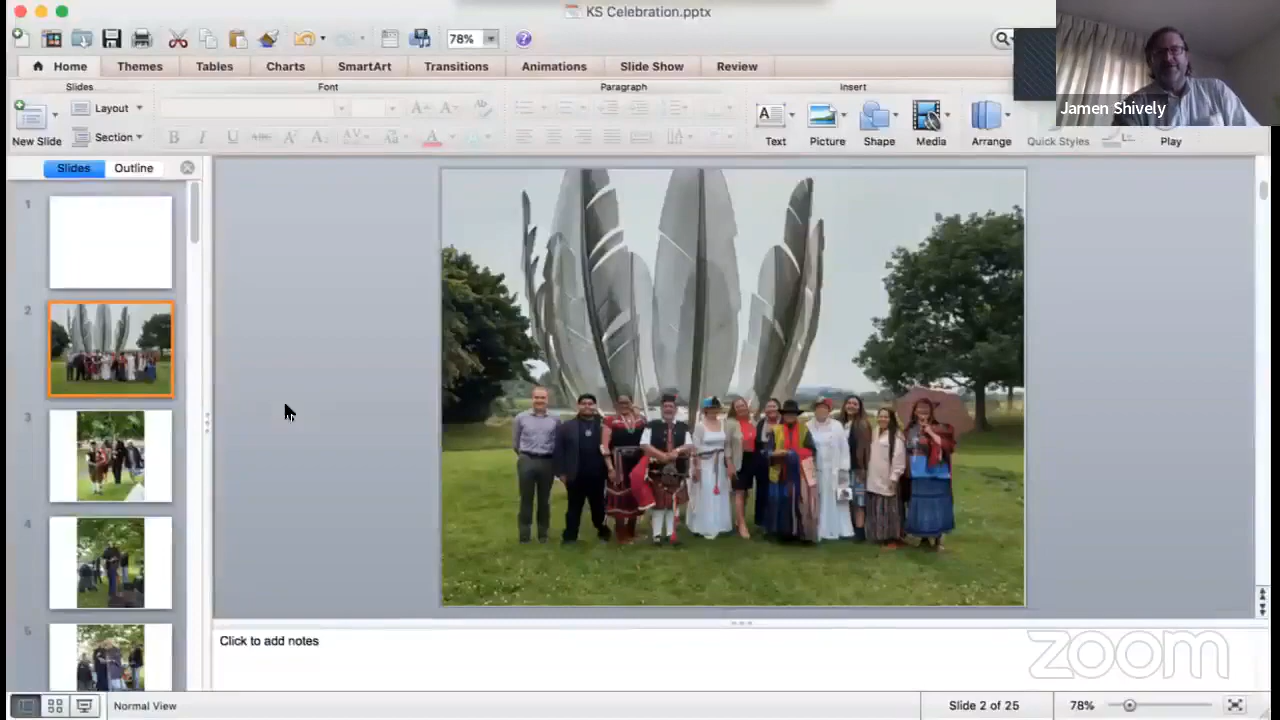 KS Celebration.pptx
78%
Home Themes Tables Charts SmartArt Transitions Animations Slide Show Review
Jamen Shively
Slides Font Paragraph Insert
New Slide Layout Section
B I U ABC
Text Picture Shape Media Arrange Quick Styles Play
Slides Outline
1
2
3
4
5
Click to add notes
zoom
Normal View Slide 2 of 25 78%